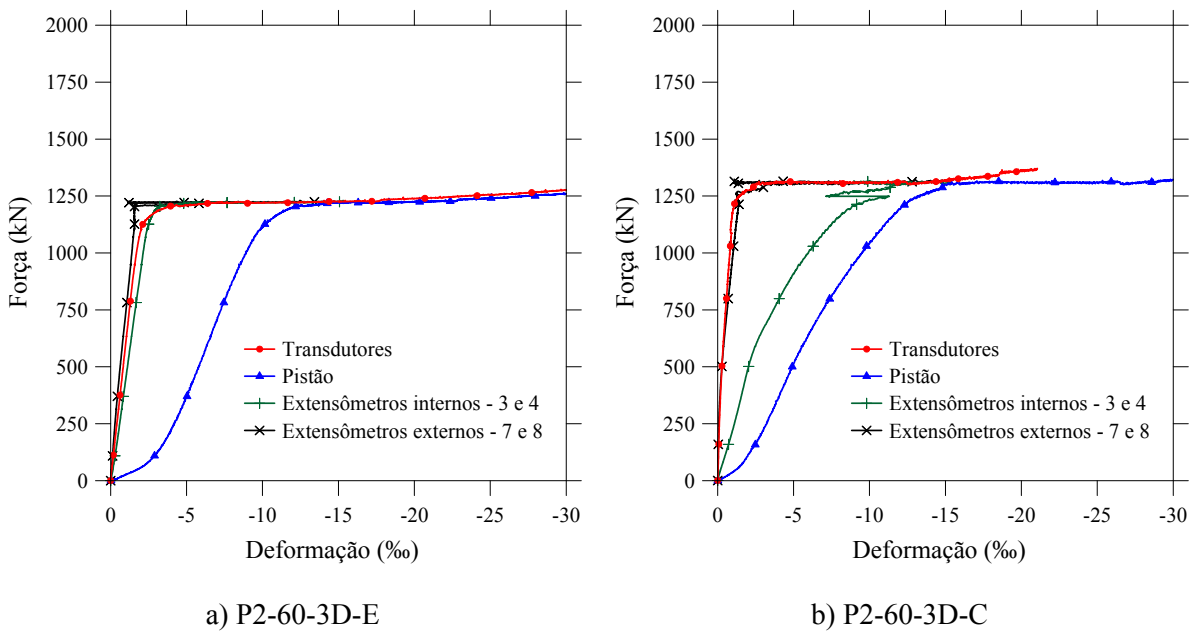 2000
1750
1500
1250
1000
750
500
250
0
Força (kN)
0 -5 -10 -15 -20 -25 -30
Deformação (‰)
Transdutores
Pistão
Extensômetros internos - 3 e 4
Extensômetros externos - 7 e 8
a) P2-60-3D-E
2000
1750
1500
1250
1000
750
500
250
0
Força (kN)
0 -5 -10 -15 -20 -25 -30
Deformação (‰)
Transdutores
Pistão
Extensômetros internos - 3 e 4
Extensômetros externos - 7 e 8
b) P2-60-3D-C